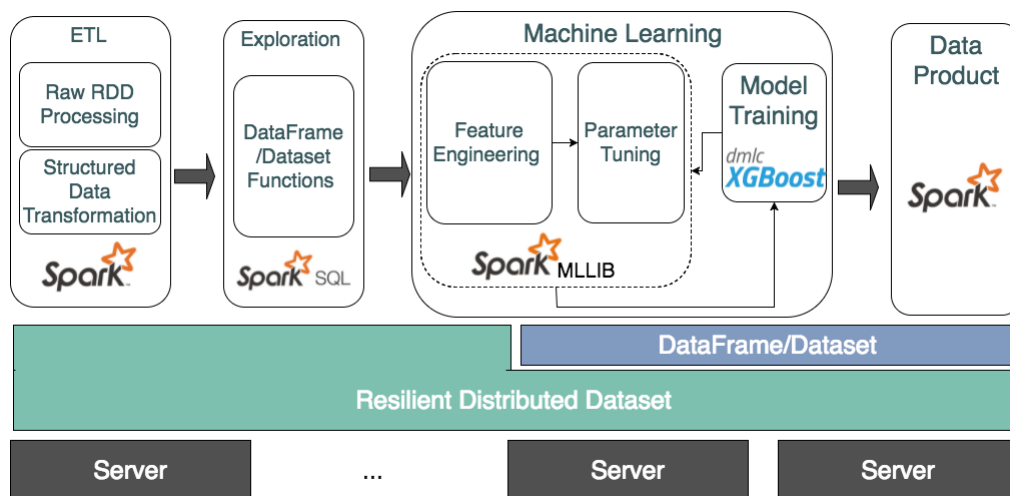 ETL
Raw RDD
Processing
Structured
Data
Transformation
Spark
Exploration
DataFrame
/Dataset
Functions
Spark SQL
Machine Learning
Feature
Engineering
Parameter
Tuning
Spark MLLIB
Model
Training
dmlc
XGBoost
Data
Product
Spark
DataFrame/Dataset
Resilient Distributed Dataset
Server
...
Server
Server